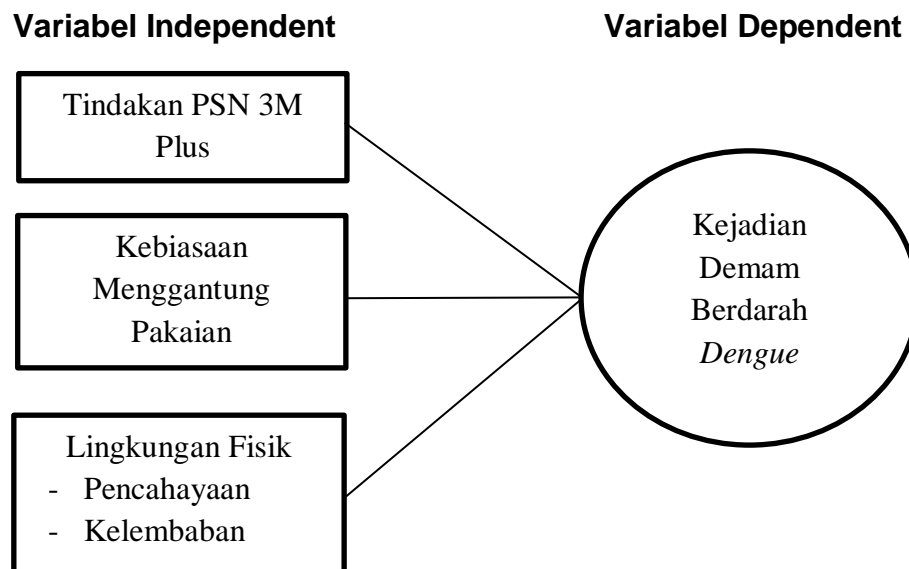 Variabel Independent
Variabel Dependent
Tindakan PSN 3M
Plus
Kebiasaan
Menggantung
Pakaian
Lingkungan Fisik
- Pencahayaan
- Kelembaban
Kejadian
Demam
Berdarah
Dengue